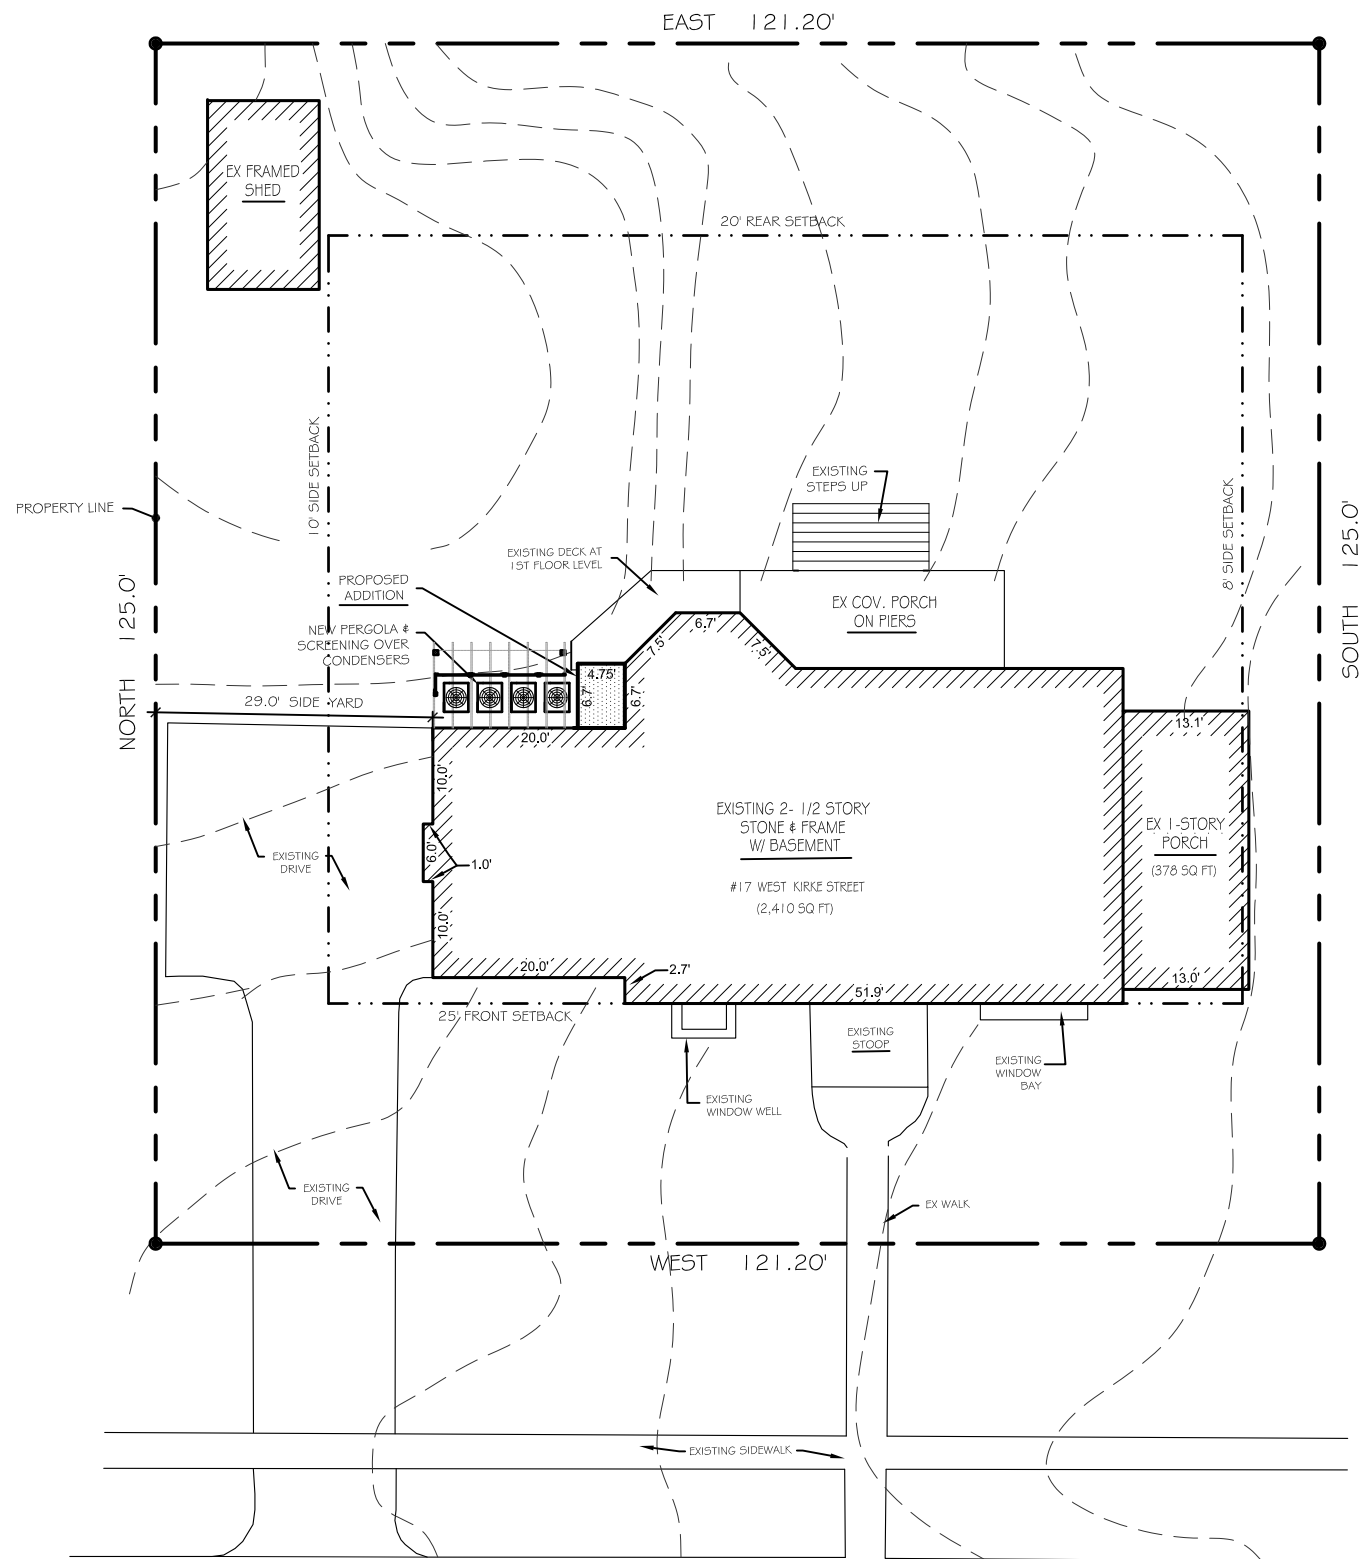 EAST 121.20'
EX FRAMED
SHED
20' REAR SETBACK
10' SIDE SETBACK
8' SIDE SETBACK
PROPERTY LINE
NORTH 125.0'
SOUTH 125.0'
EXISTING
STEPS UP
EXISTING DECK AT
1ST FLOOR LEVEL
PROPOSED
ADDITION
NEW PERGOLA &
SCREENING OVER
CONDENSERS
EX COV. PORCH
ON PIERS
6.7'
7.5'
7.5'
4.75'
6.7'
6.7'
29.0' SIDE YARD
20.0'
13.1'
10.0'
6.0'
1.0'
10.0'
EXISTING
DRIVE
EXISTING 2- 1/2 STORY
STONE & FRAME
W/ BASEMENT
#17 WEST KIRKE STREET
(2,410 SQ FT)
EX 1-STORY
PORCH
(378 SQ FT)
20.0'
2.7'
51.9'
13.0'
25' FRONT SETBACK
EXISTING
STOOP
EXISTING
WINDOW
BAY
EXISTING
WINDOW WELL
EXISTING
DRIVE
EX WALK
WEST 121.20'
EXISTING SIDEWALK